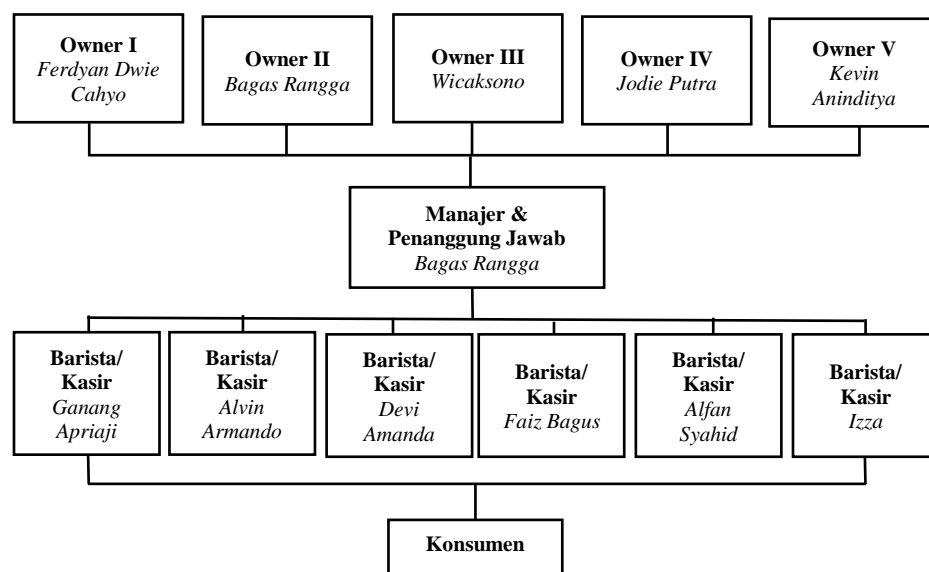 Owner I
Ferdyan Dwie
Cahyo
Owner II
Bagas Rangga
Owner III
Wicaksono
Owner IV
Jodie Putra
Owner V
Kevin
Aninditya
Manajer &
Penanggung Jawab
Bagas Rangga
Barista/
Kasir
Ganang
Apriaji
Barista/
Kasir
Alvin
Armando
Barista/
Kasir
Devi
Amanda
Barista/
Kasir
Faiz Bagus
Barista/
Kasir
Alfan
Syahid
Barista/
Kasir
Izza
Konsumen